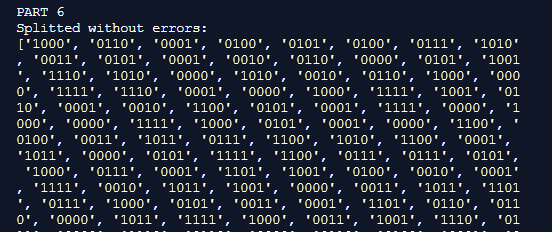 PART 6
Splitted without errors:
['1000', '0110', '0001', '0100', '0101', '0100', '0111', '1010'
, '0011', '0101', '0001', '0010', '0110', '0000', '0101', '1001
', '1110', '1010', '0000', '1010', '0010', '0110', '1000', '000
0', '1111', '1110', '0001', '0000', '1000', '1111', '1001', '01
10', '0001', '0010', '1100', '0101', '0001', '1111', '0000', '1
000', '0000', '1111', '1000', '0101', '0001', '0000', '1100', '
0100', '0011', '1011', '0111', '1100', '1010', '1100', '0001',
'1011', '0000', '0101', '1111', '1100', '0111', '0111', '0101',
'1000', '0111', '0001', '1101', '1001', '0100', '0010', '0001'
, '1111', '0010', '1011', '1001', '0000', '0011', '1011', '1101
', '0111', '1000', '0101', '0011', '0001', '1101', '0110', '011
0', '0000', '1011', '1111', '1000', '0011', '1001', '1110', '01